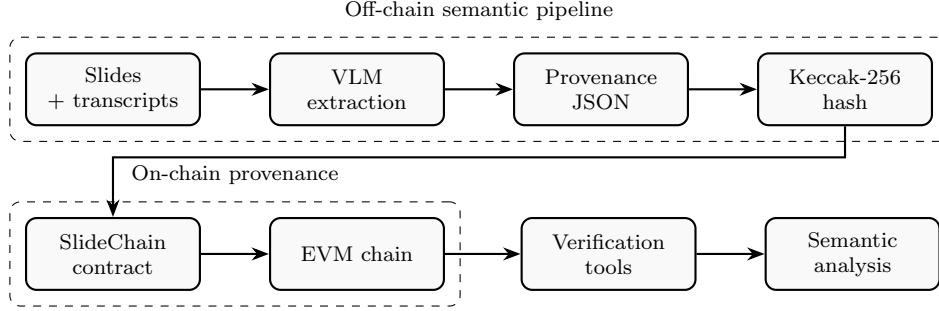 Off-chain semantic pipeline
Slides
+ transcripts
VLM
extraction
Provenance
JSON
Keccak-256
hash
On-chain provenance
SlideChain
contract
EVM chain
Verification
tools
Semantic
analysis